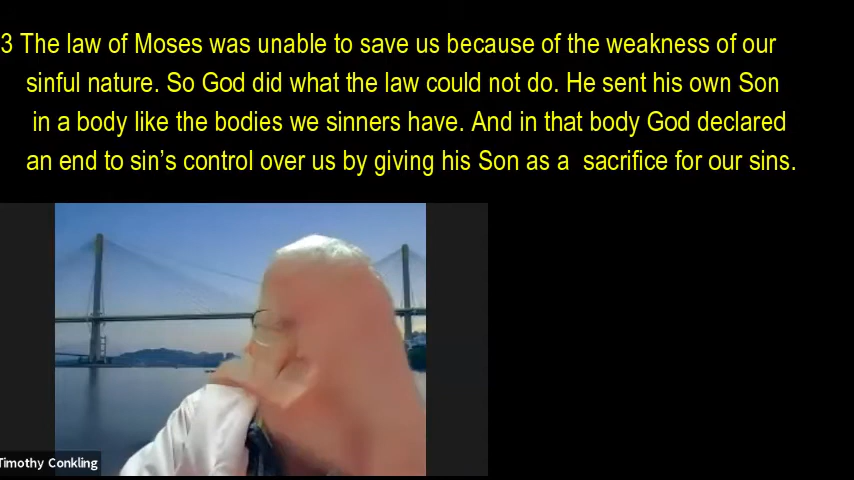 3 The law of Moses was unable to save us because of the weakness of our
sinful nature. So God did what the law could not do. He sent his own Son
in a body like the bodies we sinners have. And in that body God declared
an end to sin’s control over us by giving his Son as a sacrifice for our sins.
Timothy Conkling